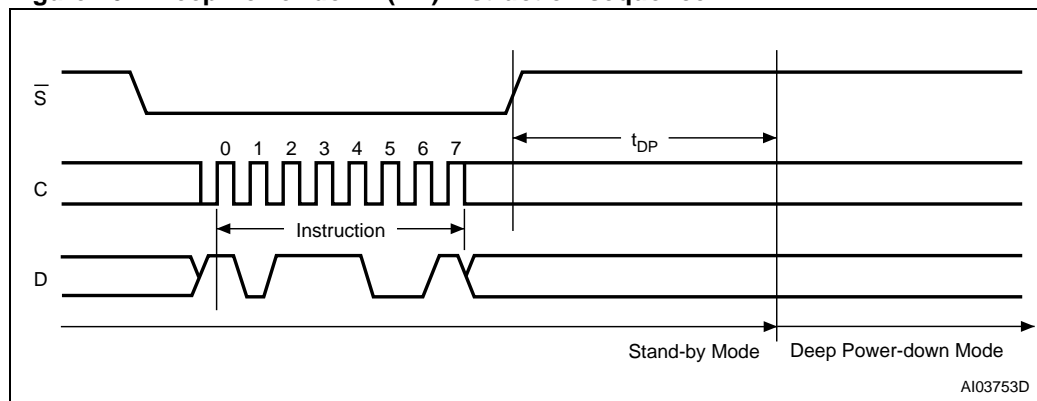 S
tDP
0 1 2 3 4 5 6 7
C
Instruction
D
Stand-by Mode Deep Power-down Mode
AI03753D